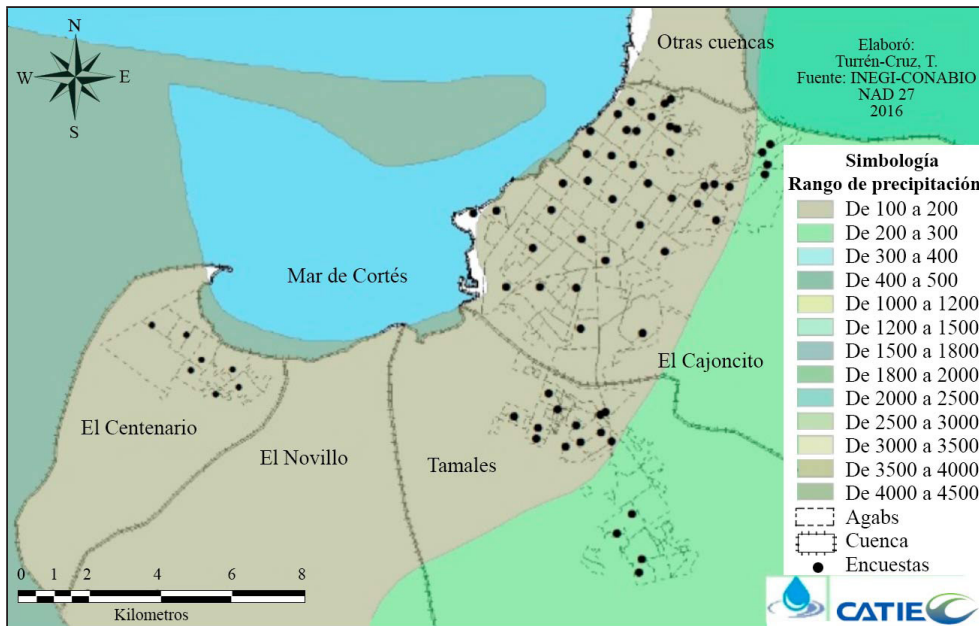 N
W E
S
Otras cuencas
Elaboró:
Turrén-Cruz, T.
Fuente: INEGI-CONABIO
NAD 27
2016
Mar de Cortés
El Cajoncito
El Centenario
El Novillo
Tamales
Simbología
Rango de precipitación
De 100 a 200
De 200 a 300
De 300 a 400
De 400 a 500
De 1000 a 1200
De 1200 a 1500
De 1500 a 1800
De 1800 a 2000
De 2000 a 2500
De 2500 a 3000
De 3000 a 3500
De 3500 a 4000
De 4000 a 4500
Agabs
Cuenca
Encuestas
0 1 2 4 6 8
Kilometros
CATIE